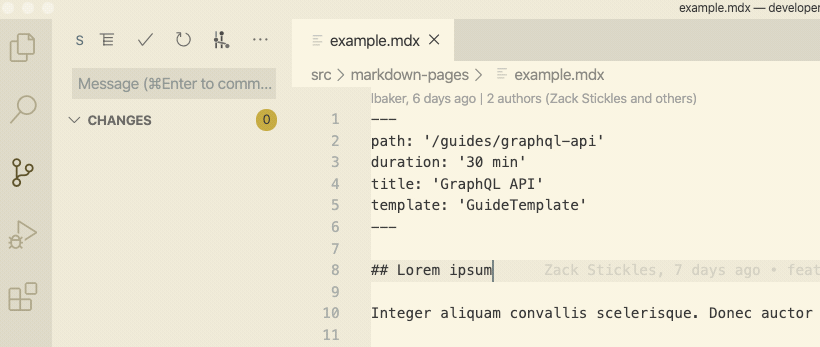 example.mdx — developer
S
example.mdx
src > markdown-pages > example.mdx
Message (⌘Enter to comm...
lbaker, 6 days ago | 2 authors (Zack Stickles and others)
CHANGES 0
1 ---
2 path: '/guides/graphql-api'
3 duration: '30 min'
4 title: 'GraphQL API'
5 template: 'GuideTemplate'
6 ---
7
8 ## Lorem ipsum Zack Stickles, 7 days ago • feat
9
10 Integer aliquam convallis scelerisque. Donec auctor
11